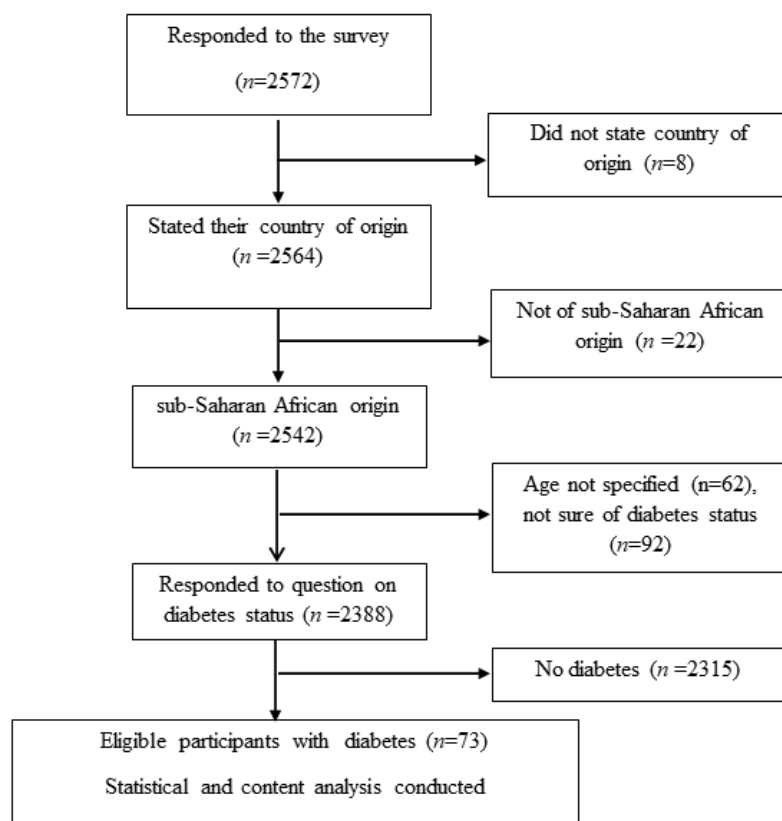 Responded to the survey
(n=2572)
Did not state country of
origin (n=8)
Stated their country of origin
(n =2564)
Not of sub-Saharan African
origin (n =22)
sub-Saharan African origin
(n =2542)
Age not specified (n=62),
not sure of diabetes status
(n=92)
Responded to question on
diabetes status (n =2388)
No diabetes (n =2315)
Eligible participants with diabetes (n=73)
Statistical and content analysis conducted